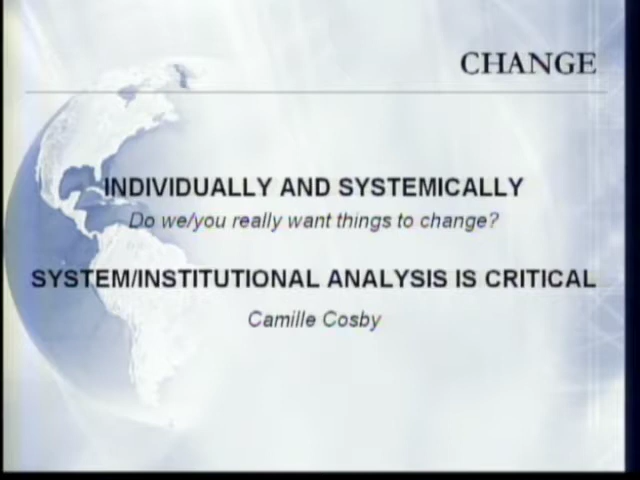 CHANGE
INDIVIDUALLY AND SYSTEMICALLY
Do we/you really want things to change?
SYSTEM/INSTITUTIONAL ANALYSIS IS CRITICAL
Camille Cosby